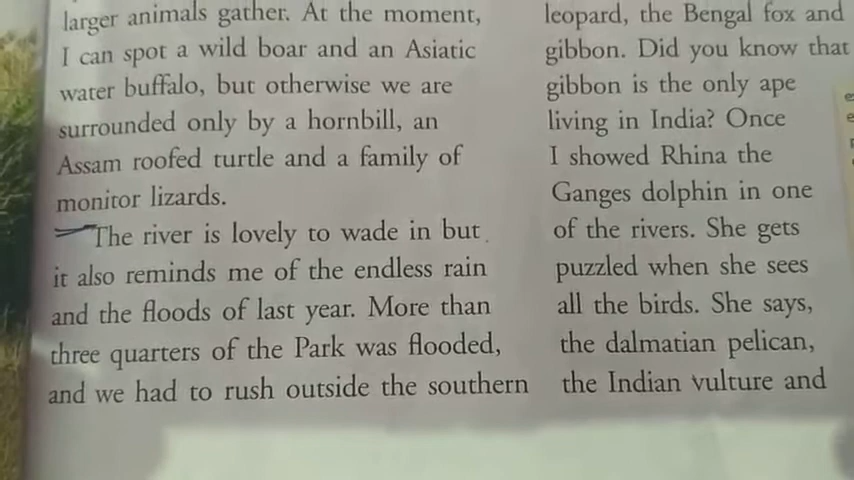 larger animals gather. At the moment,
I can spot a wild boar and an Asiatic
water buffalo, but otherwise we are
surrounded only by a hornbill, an
Assam roofed turtle and a family of
monitor lizards.
The river is lovely to wade in but
it also reminds me of the endless rain
and the floods of last year. More than
three quarters of the Park was flooded,
and we had to rush outside the southern
leopard, the Bengal fox and
gibbon. Did you know that
gibbon is the only ape
living in India? Once
I showed Rhina the
Ganges dolphin in one
of the rivers. She gets
puzzled when she sees
all the birds. She says,
the dalmatian pelican,
the Indian vulture and